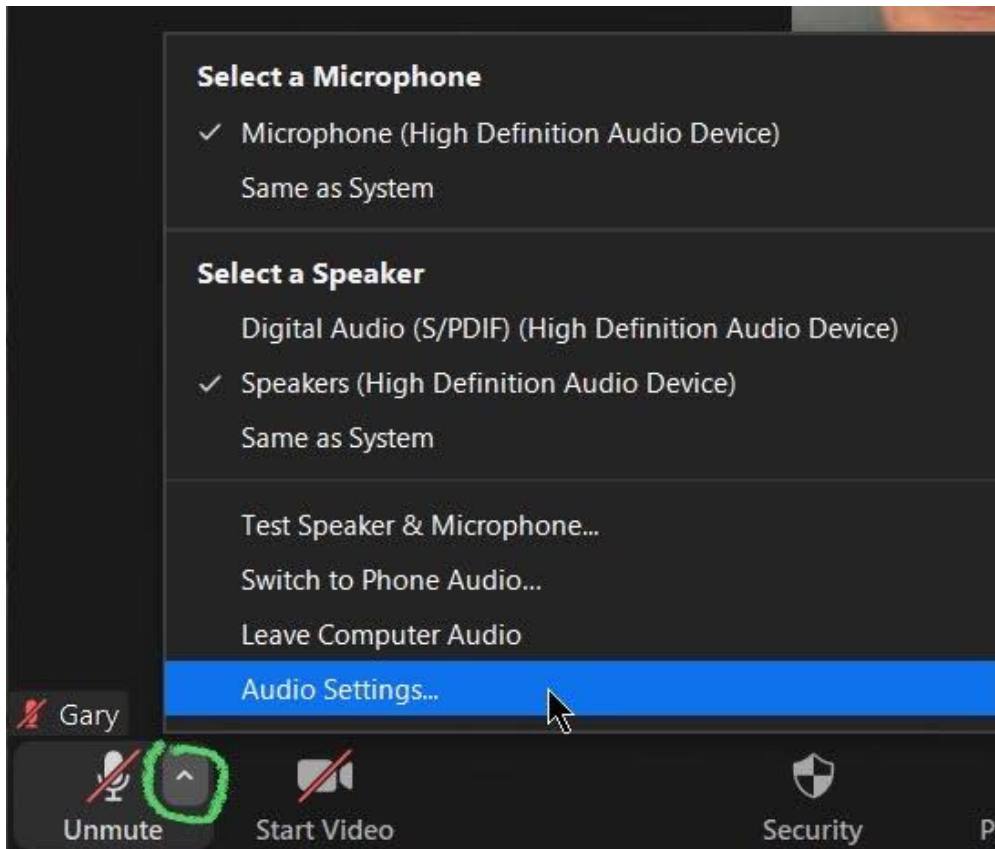 Select a Microphone
Microphone (High Definition Audio Device)
Same as System
Select a Speaker
Digital Audio (S/PDIF) (High Definition Audio Device)
Speakers (High Definition Audio Device)
Same as System
Test Speaker & Microphone...
Switch to Phone Audio...
Leave Computer Audio
Audio Settings...
Gary
Unmute Start Video Security P